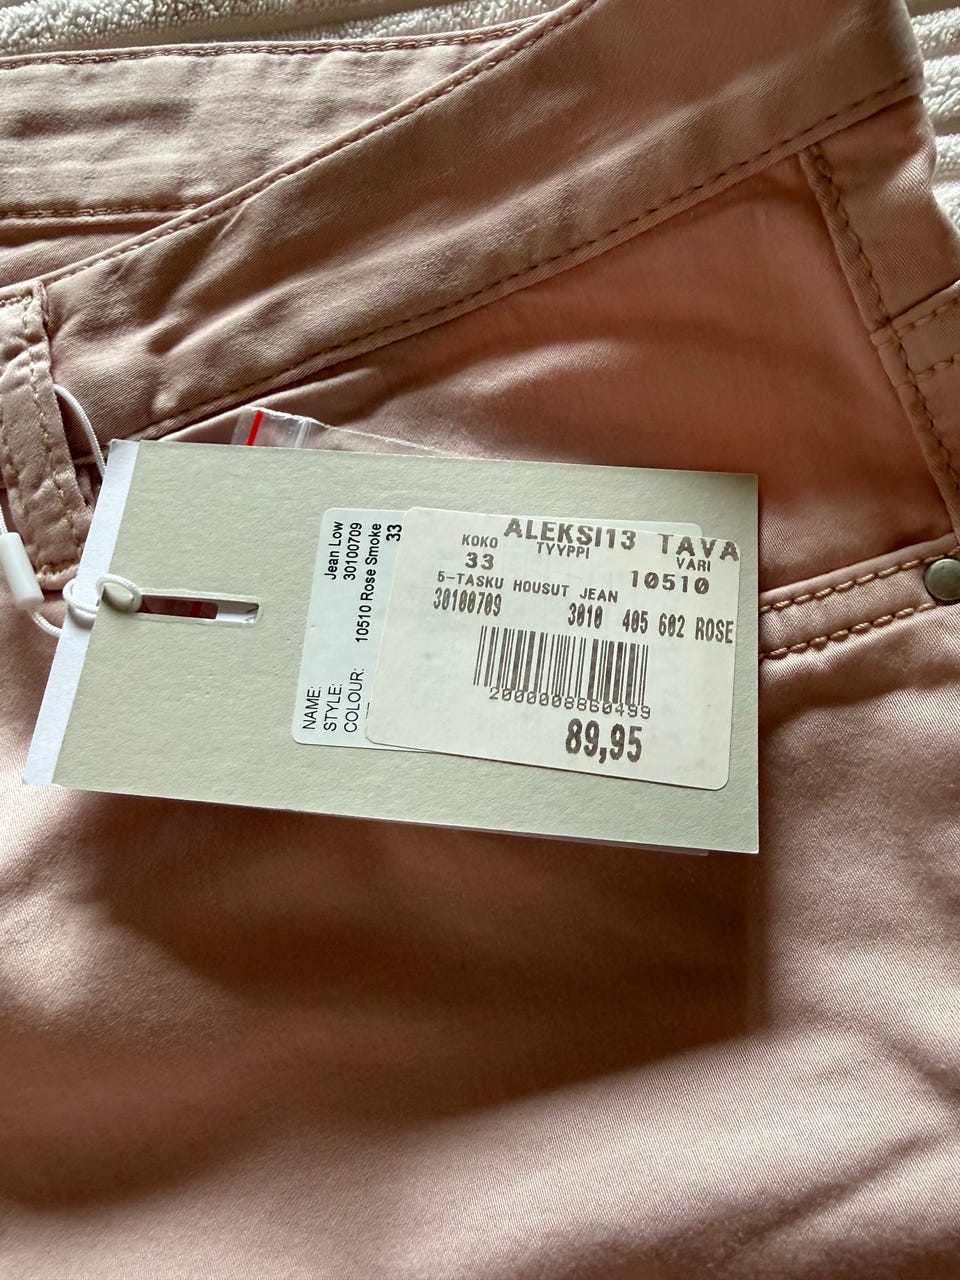 NAME: Jean Low
STYLE: 30100709
COLOUR: 10510 Rose Smoke
33
ALEKSI13 TAVA
KOKO TYYPPI VARI
33 10510
5-TASKU HOUSUT JEAN
30100709 3010 405 602 ROSE
2000008860499
89,95